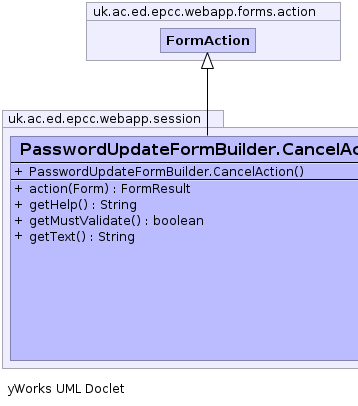 uk.ac.ed.epcc.webapp.forms.action
FormAction
uk.ac.ed.epcc.webapp.session
PasswordUpdateFormBuilder.CancelAc
+ PasswordUpdateFormBuilder.CancelAction()
+ action(Form) : FormResult
+ getHelp() : String
+ getMustValidate() : boolean
+ getText() : String
yWorks UML Doclet